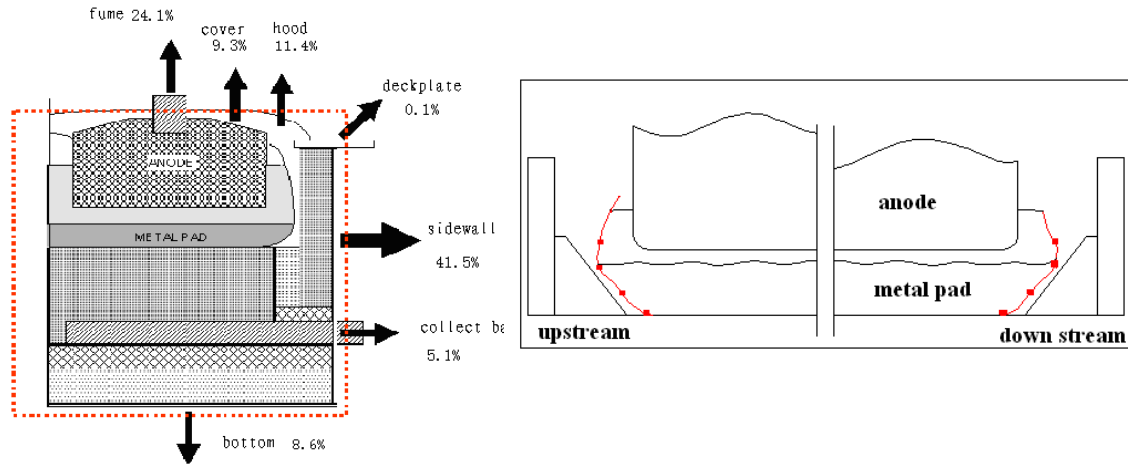 fume 24.1%
cover
9.3%
hood
11.4%
deckplate
0.1%
ANODE
METAL PAD
sidewall
41.5%
collect ba
5.1%
bottom 8.6%
anode
metal pad
upstream
down stream